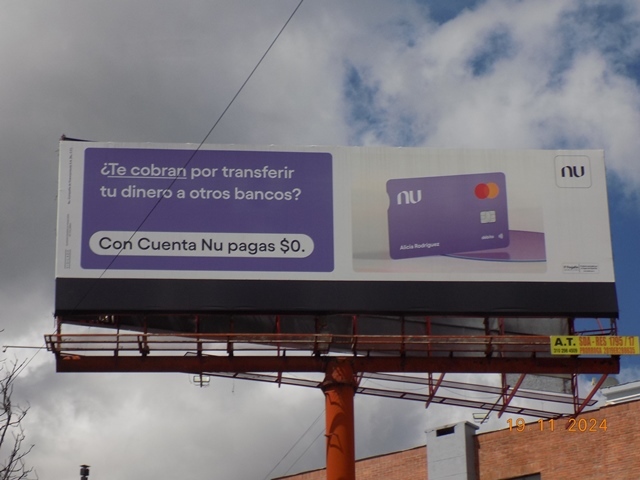 ¿Te cobran por transferir
tu dinero a otros bancos?
Con Cuenta Nu pagas $0.
nu
Alicia Rodríguez
nu
A.T.
19 11 2024